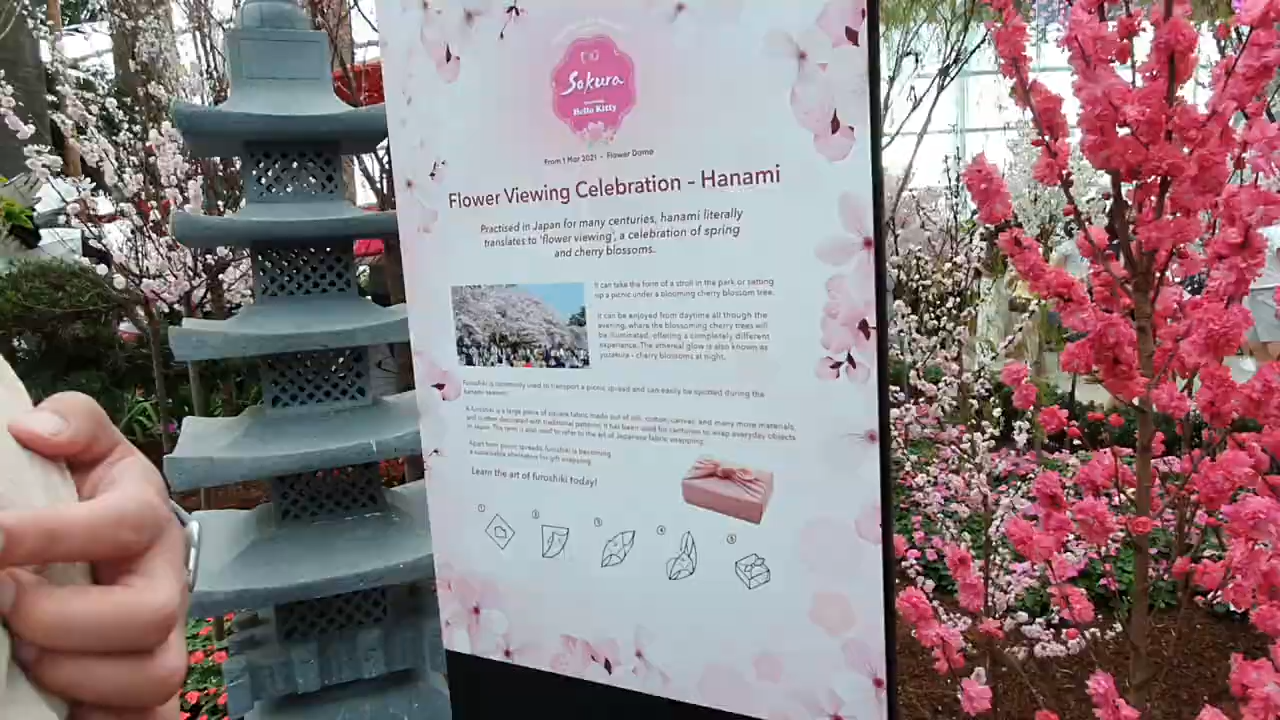 Sakura
Hello Kitty
From 1 Mar 2021 - Flower Dome
Flower Viewing Celebration - Hanami
Practised in Japan for many centuries, hanami literally
translates to 'flower viewing', a celebration of spring
and cherry blossoms.
It can take the form of a stroll in the park or setting
up a picnic under a blooming cherry blossom tree.
It can be enjoyed from daytime all through the
evening, where the blossoming cherry trees will
be illuminated, offering a completely different
experience. The ethereal glow is also known as
yozakura - cherry blossoms at night.
Furoshiki is commonly used to transport a picnic spread and can easily be spotted during the
hanami season.
A furoshiki is a large piece of square fabric made out of silk, cotton, canvas, and many more materials,
and often decorated with traditional patterns. It has been used for centuries to wrap everyday objects
in Japan. The term is also used to refer to the art of Japanese fabric wrapping.
Apart from picnic spreads, furoshiki is becoming
a sustainable alternative for gift wrapping.
Learn the art of furoshiki today!
1 2 3 4 5